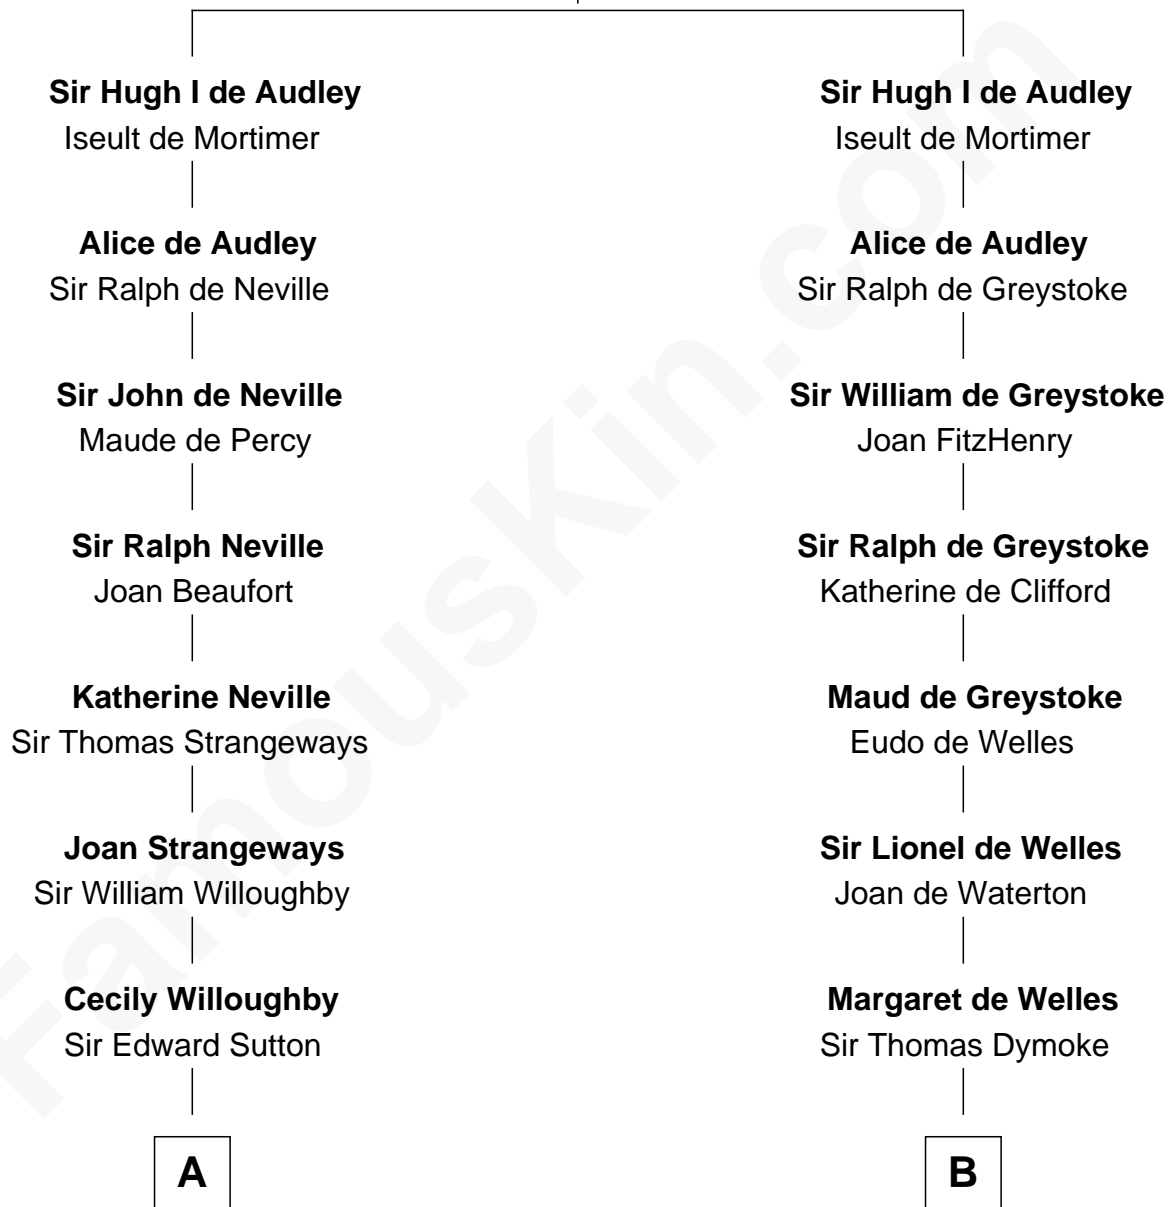 Sir Hugh I de Audley
Iseult de Mortimer
Alice de Audley
Sir Ralph de Neville
Sir John de Neville
Maude de Percy
Sir Ralph Neville
Joan Beaufort
Katherine Neville
Sir Thomas Strangeways
Joan Strangeways
Sir William Willoughby
Cecily Willoughby
Sir Edward Sutton
A
Sir Hugh I de Audley
Iseult de Mortimer
Alice de Audley
Sir Ralph de Greystoke
Sir William de Greystoke
Joan FitzHenry
Sir Ralph de Greystoke
Katherine de Clifford
Maud de Greystoke
Eudo de Welles
Sir Lionel de Welles
Joan de Waterton
Margaret de Welles
Sir Thomas Dymoke
B
FamousKin.com